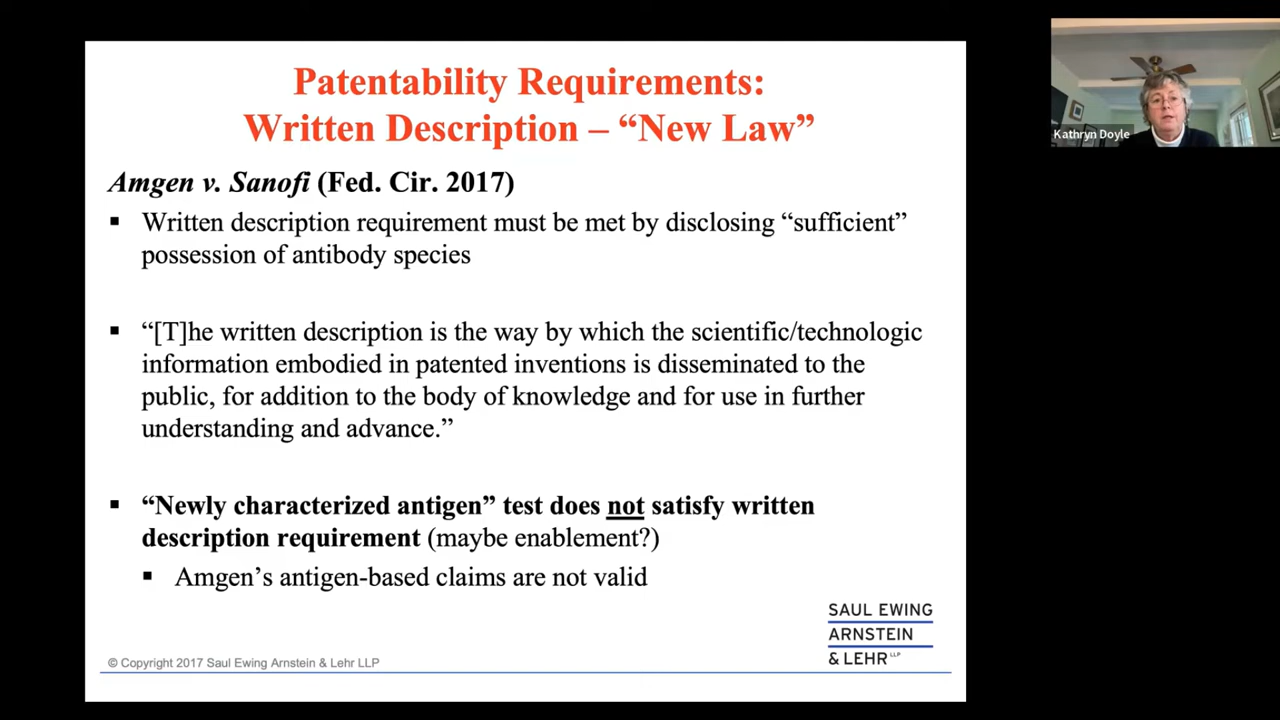 Patentability Requirements:
Written Description – “New Law”
Kathryn Doyle
Amgen v. Sanofi (Fed. Cir. 2017)
▪ Written description requirement must be met by disclosing “sufficient”
possession of antibody species
▪ “[T]he written description is the way by which the scientific/technologic
information embodied in patented inventions is disseminated to the
public, for addition to the body of knowledge and for use in further
understanding and advance.”
▪ “Newly characterized antigen” test does not satisfy written
description requirement (maybe enablement?)
▪ Amgen’s antigen-based claims are not valid
SAUL EWING
ARNSTEIN
& LEHR LLP
© Copyright 2017 Saul Ewing Arnstein & Lehr LLP